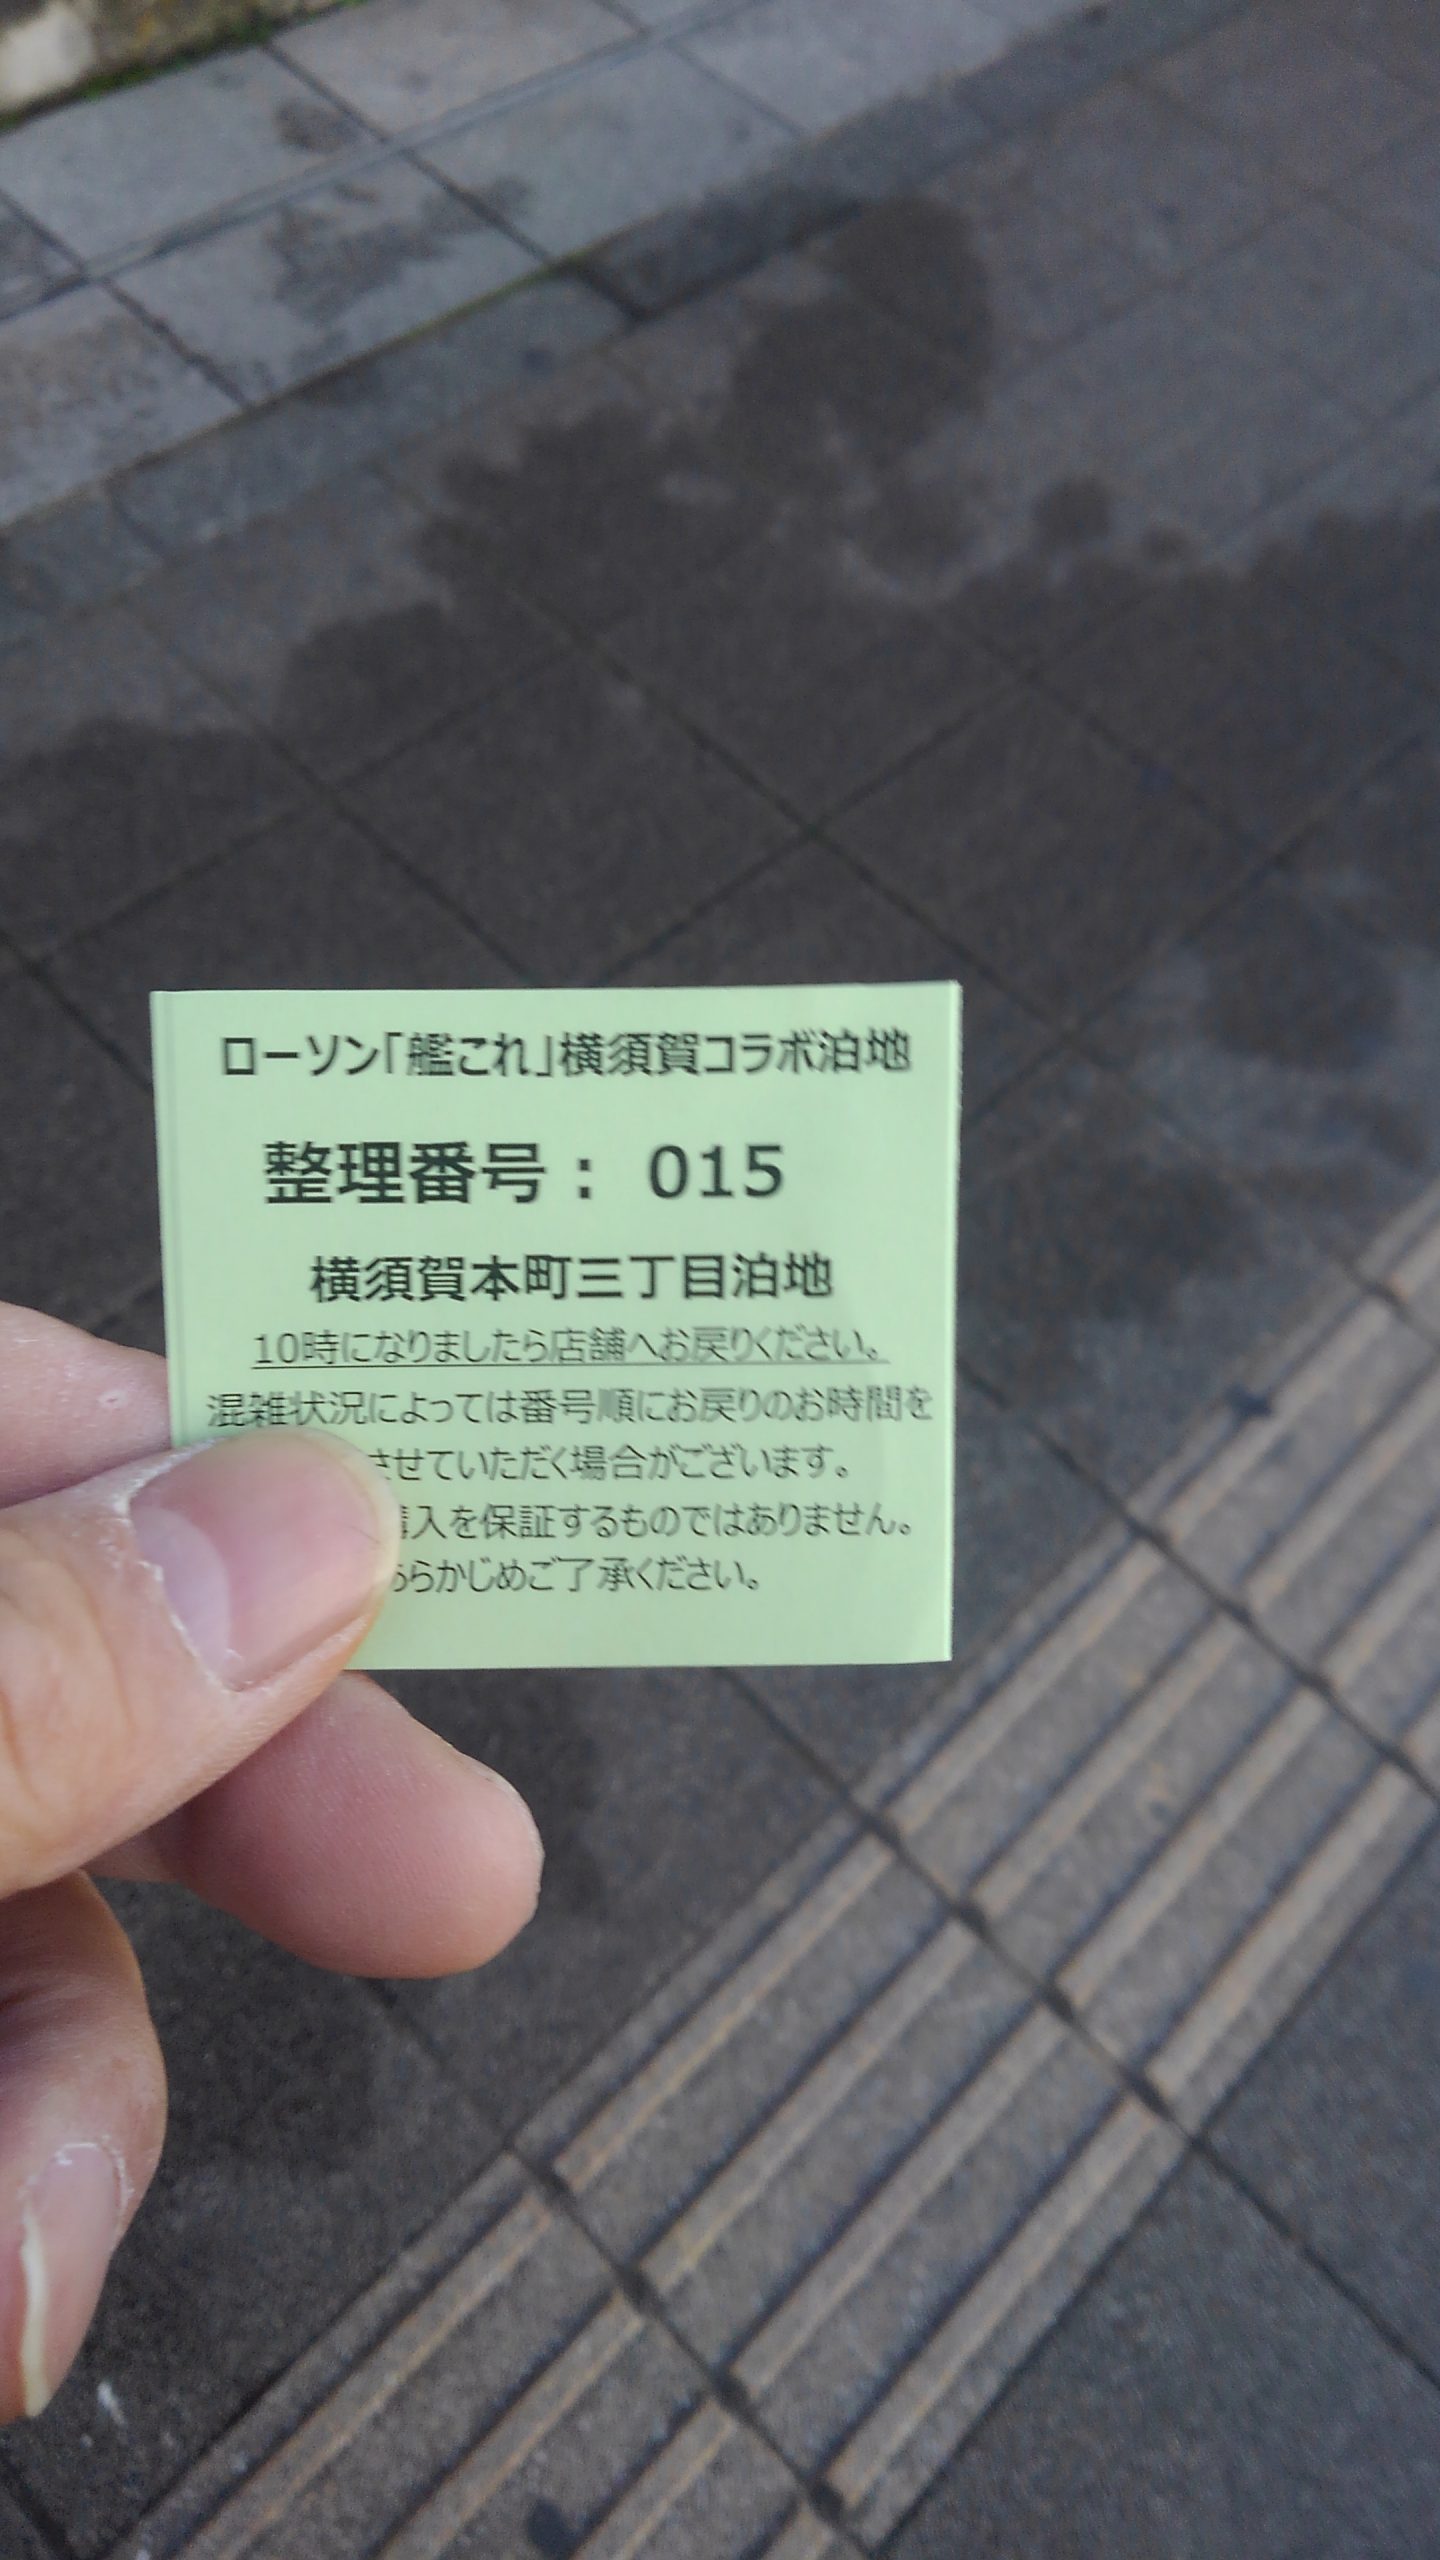 ローソン「艦これ」横須賀コラボ泊地
整理番号： 015
横須賀本町三丁目泊地
10時になりましたら店舗へお戻りください。
混雑状況によっては番号順にお戻りのお時間を
させていただく場合がございます。
購入を保証するものではありません。
あらかじめご了承ください。